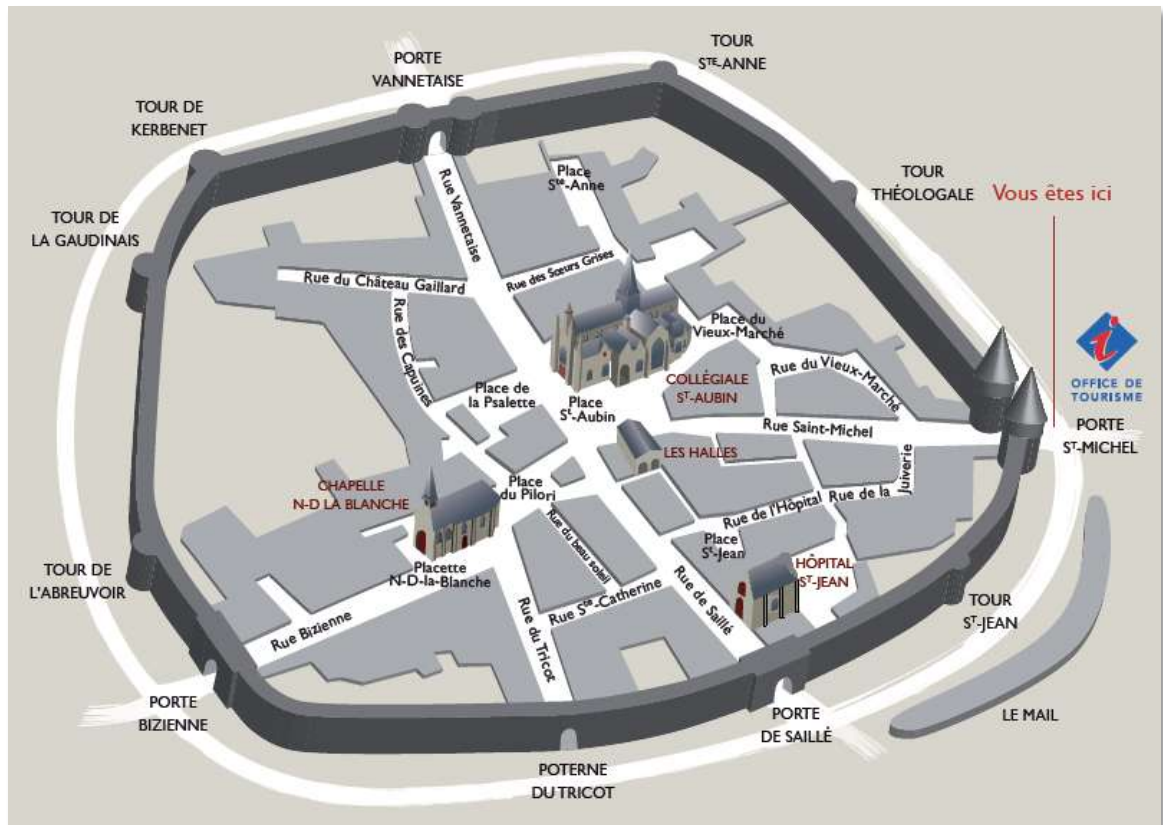 TOUR
STE-ANNE
PORTE
VANNETAISE
TOUR DE
KERBENET
TOUR
THÉOLOGALE
Vous êtes ici
TOUR DE
LA GAUDINAIS
Place
Ste-Anne
Rue Vannetaise
Rue des Sœurs Grises
Rue du Château Gaillard
Rue des Capuines
Place du
Vieux-Marché
Rue du Vieux-Marché
i
OFFICE DE
TOURISME
Place de
la Psalette
Place
St-Aubin
COLLÉGIALE
ST-AUBIN
Rue Saint-Michel
PORTE
ST-MICHEL
LES HALLES
Juiverie
Rue de la
CHAPELLE
N-D LA BLANCHE
Place
du Pilori
Rue de l'Hôpital
Rue du beau soleil
Place
St-Jean
HÔPITAL
ST-JEAN
TOUR DE
L'ABREUVOIR
Placette
N-D-la-Blanche
Rue Ste-Catherine
Rue de Saillé
Rue Bizienne
Rue du Tricot
TOUR
ST-JEAN
PORTE
BIZIENNE
PORTE
DE SAILLÉ
LE MAIL
POTERNE
DU TRICOT